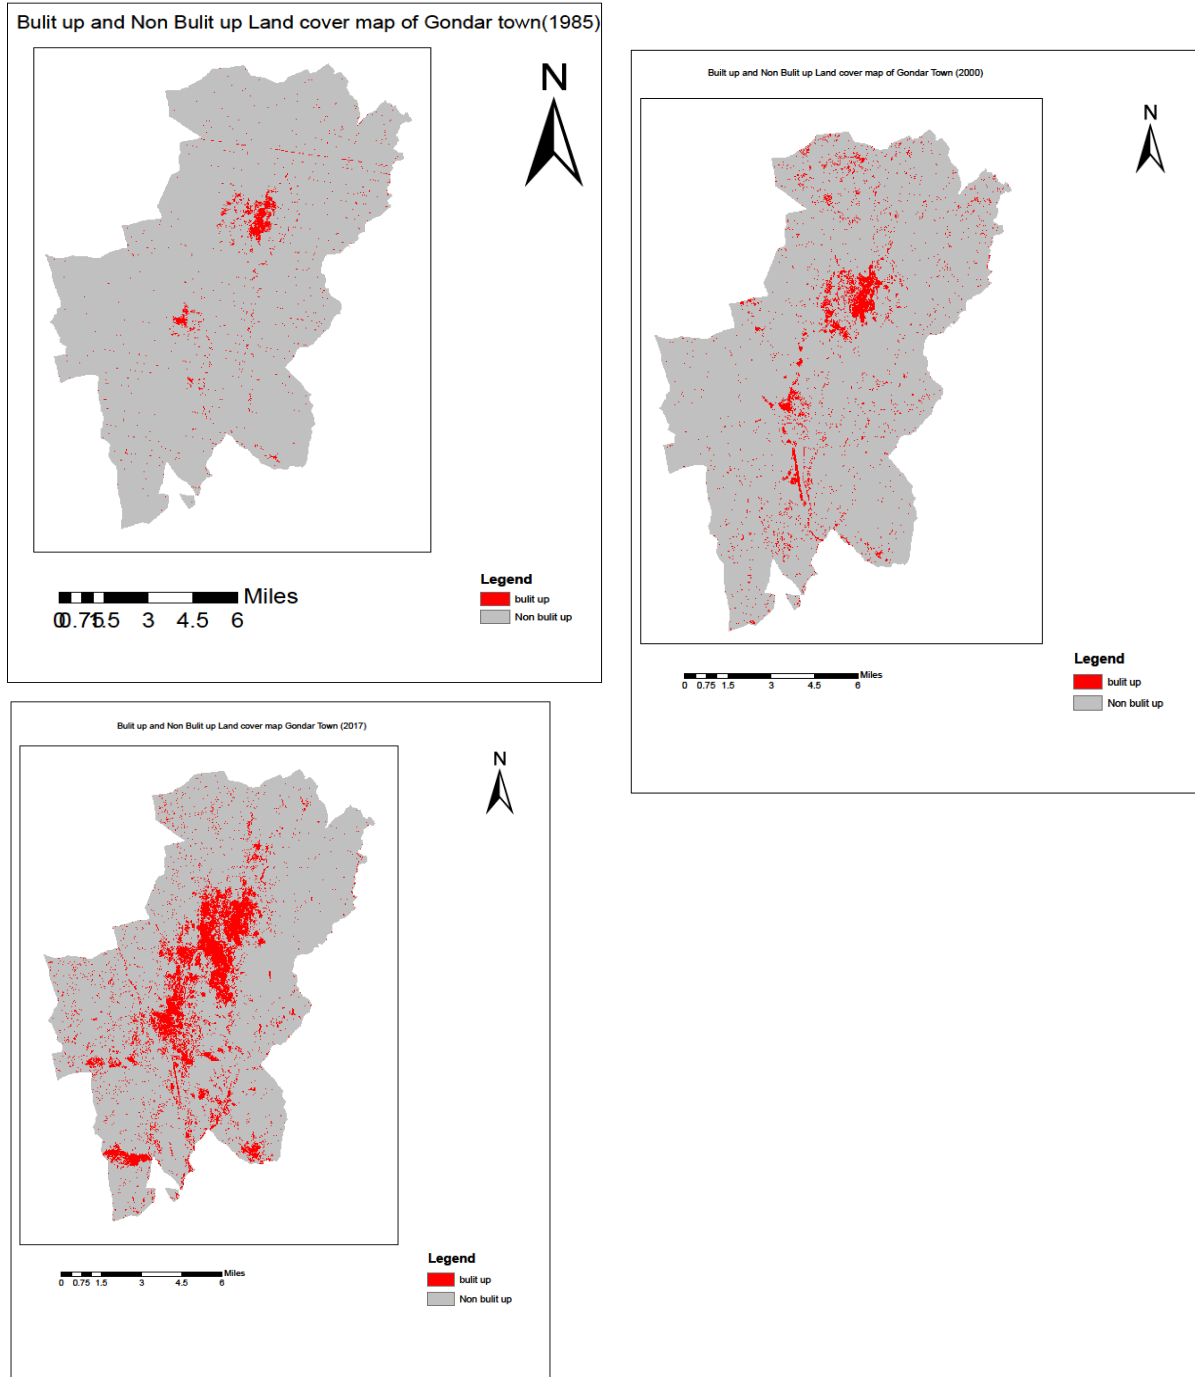 Bulit up and Non Bulit up Land cover map of Gondar town(1985)
N
Miles
0 0.75 1.5 3 4.5 6
Legend
bulit up
Non bulit up
Built up and Non Bulit up Land cover map of Gondar Town (2000)
N
Miles
0 0.75 1.5 3 4.5 6
Legend
bulit up
Non bulit up
Bulit up and Non Bulit up Land cover map Gondar Town (2017)
N
Miles
0 0.75 1.5 3 4.5 6
Legend
bulit up
Non bulit up